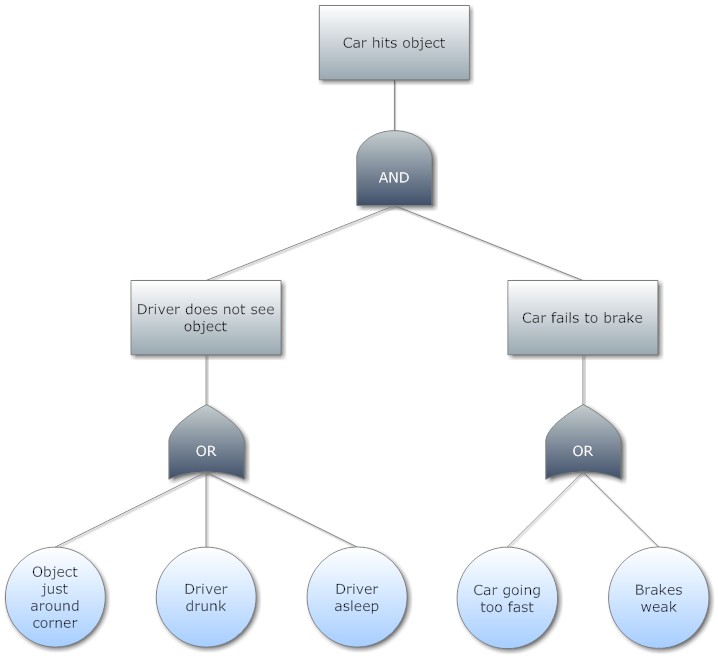 Car hits object
AND
Driver does not see
object
Car fails to brake
OR
OR
Object
just
around
corner
Driver
drunk
Driver
asleep
Car going
too fast
Brakes
weak